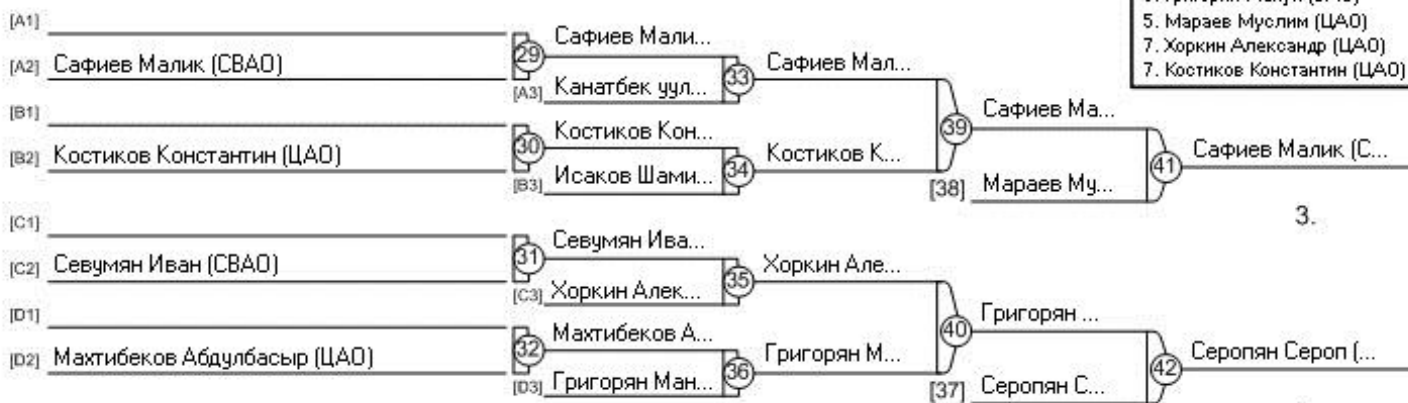 5. Мараев Муслим (ЦАО)
7. Хоркин Александр (ЦАО)
7. Костиков Константин (ЦАО)
[A1]
[A2] Сафиев Малик (СВАО)
29
Сафиев Мали...
[A3] Канатбек уул...
33
Сафиев Мал...
[B1]
[B2] Костиков Константин (ЦАО)
30
Костиков Кон...
[B3] Исаков Шами...
34
Костиков К...
39
Сафиев Ма...
[38] Мараев Му...
41
Сафиев Малик (С...
3.
[C1]
[C2] Севумян Иван (СВАО)
31
Севумян Ива...
[C3] Хоркин Алек...
35
Хоркин Але...
[D1]
[D2] Махтибеков Абдулбасыр (ЦАО)
32
Махтибеков А...
[D3] Григорян Ман...
36
Григорян М...
40
Григорян ...
[37] Серопян С...
42
Серопян Сероп (...